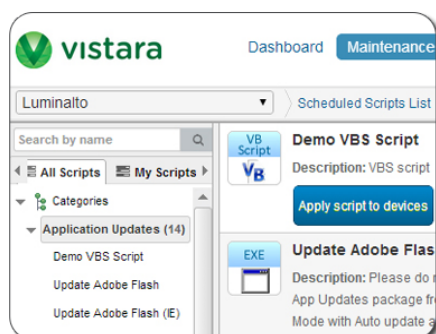 vistara
Dashboard
Maintenance
Luminalto
Scheduled Scripts List
Search by name
All Scripts
My Scripts
Categories
Application Updates (14)
Demo VBS Script
Update Adobe Flash
Update Adobe Flash (IE)
VB
Script
VB
Demo VBS Script
Description: VBS script
Apply script to devices
EXE
Update Adobe Flas
Description: Please do
App Updates package fr
Mode with Auto update a